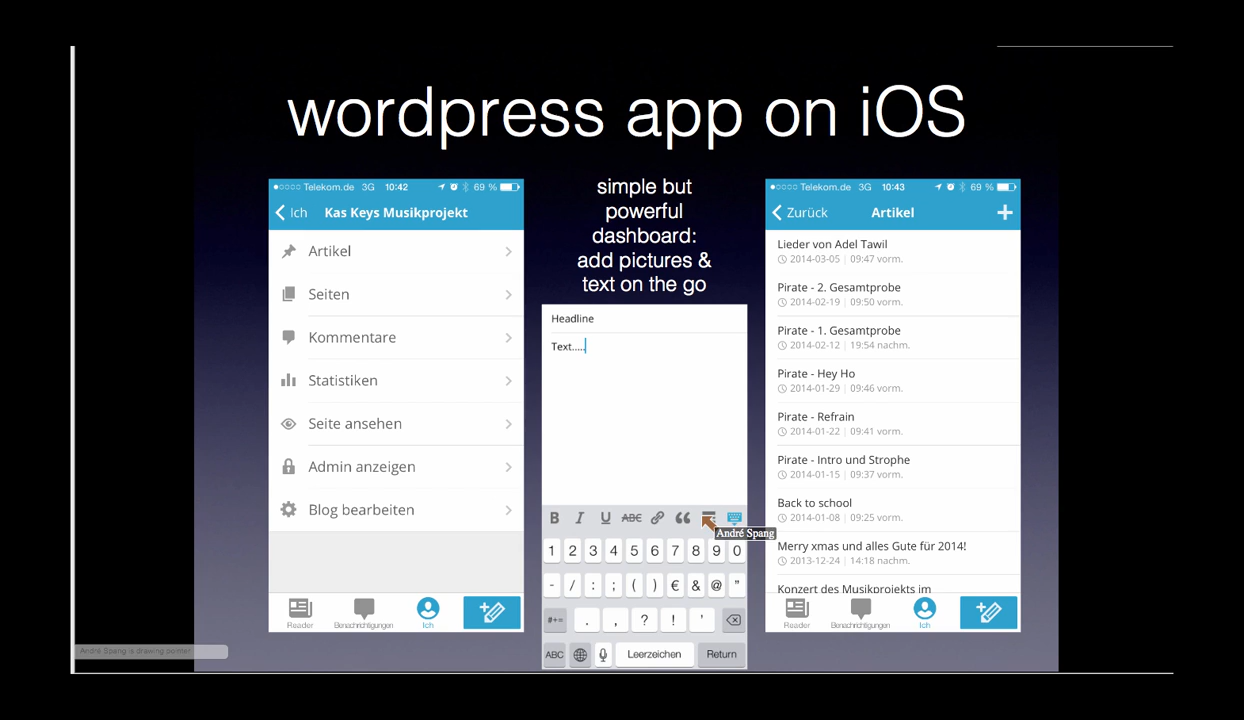 wordpress app on iOS
Telekom.de 3G 10:42 69 %
Ich Kas Keys Musikprojekt
Artikel
Seiten
Kommentare
Statistiken
Seite ansehen
Admin anzeigen
Blog bearbeiten
Reader Benachrichtigungen Ich
simple but
powerful
dashboard:
add pictures &
text on the go
Headline
Text.....
B I U ABC
André Spang
1 2 3 4 5 6 7 8 9 0
- / : ; ( ) € & @ "
#+= . , ? ! '
ABC Leerzeichen Return
Telekom.de 3G 10:43 69 %
Zurück Artikel +
Lieder von Adel Tawil
2014-03-05 | 09:47 vorm.
Pirate - 2. Gesamtprobe
2014-02-19 | 09:50 vorm.
Pirate - 1. Gesamtprobe
2014-02-12 | 19:54 nachm.
Pirate - Hey Ho
2014-01-29 | 09:46 vorm.
Pirate - Refrain
2014-01-22 | 09:41 vorm.
Pirate - Intro und Strophe
2014-01-15 | 09:37 vorm.
Back to school
2014-01-08 | 09:25 vorm.
Merry xmas und alles Gute für 2014!
2013-12-24 | 14:18 nachm.
Konzert des Musikprojekts im
Reader Benachrichtigungen Ich
André Spang is drawing pointer